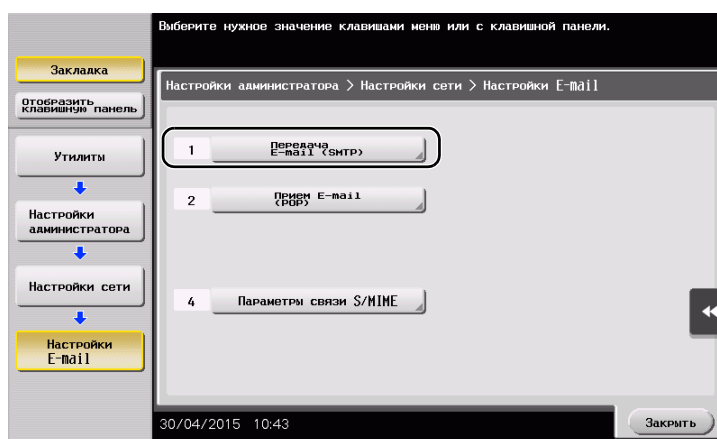 Выберите нужное значение клавишами меню или с клавишной панели.
Закладка
Отобразить
клавишную панель
Настройки администратора > Настройки сети > Настройки E-mail
Утилиты
Настройки
администратора
Настройки сети
Настройки
E-mail
1
Передача
E-mail (SMTP)
2
Прием E-mail
(POP)
4
Параметры связи S/MIME
30/04/2015 10:43
Закрыть